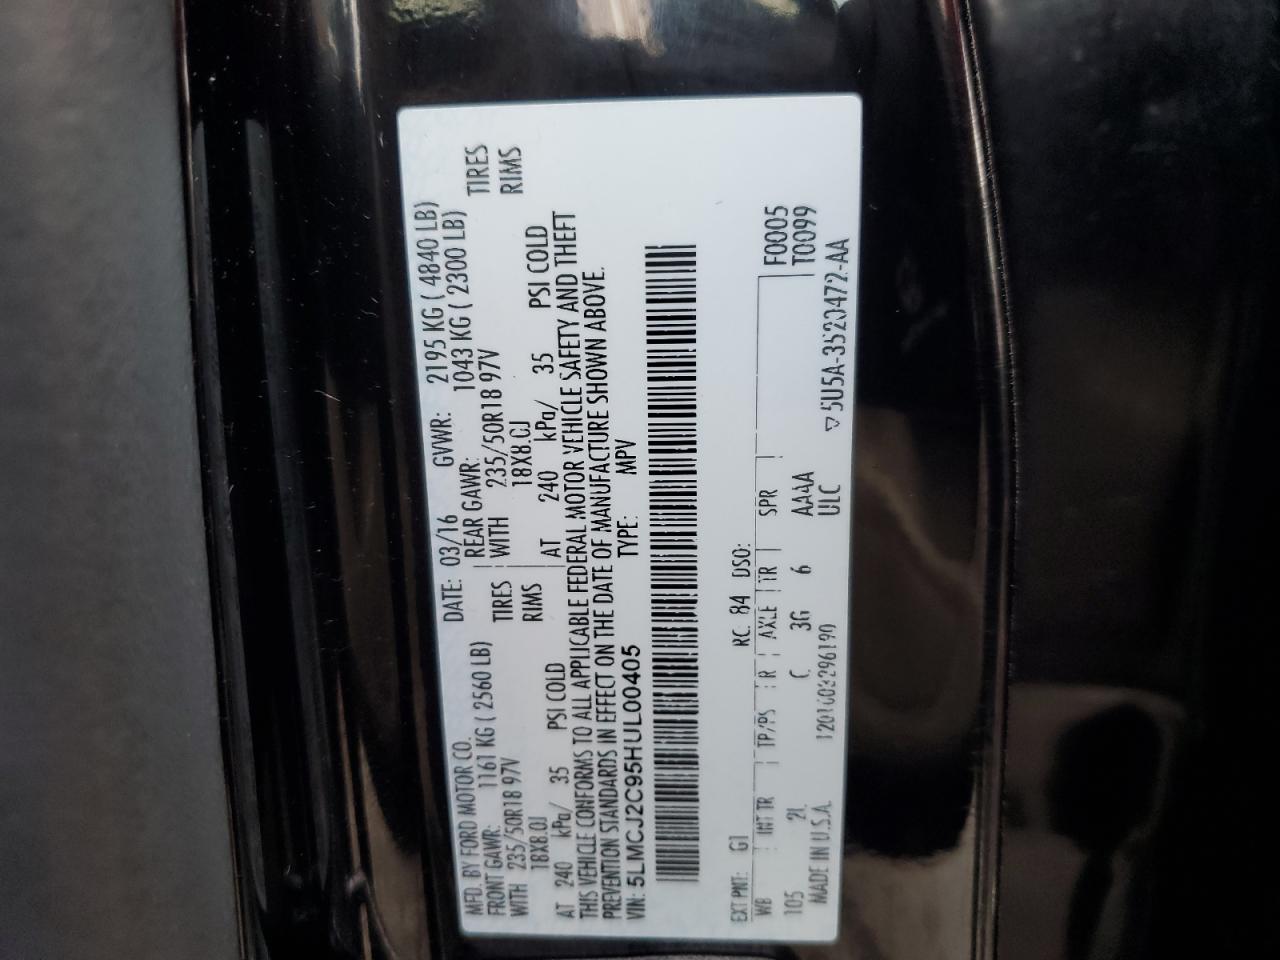 MFD. BY FORD MOTOR CO.
DATE: 03/16 GVWR: 2195 KG ( 4840 LB)
FRONT GAWR: 1161 KG ( 2560 LB) REAR GAWR: 1043 KG ( 2300 LB)
WITH 235/50R18 97V TIRES WITH 235/50R18 97V TIRES
18X8.0J RIMS 18X8.0J RIMS
AT 240 kPa/ 35 PSI COLD AT 240 kPa/ 35 PSI COLD
THIS VEHICLE CONFORMS TO ALL APPLICABLE FEDERAL MOTOR VEHICLE SAFETY AND THEFT
PREVENTION STANDARDS IN EFFECT ON THE DATE OF MANUFACTURE SHOWN ABOVE.
VIN: 5LMCJ2C95HUL00405 TYPE: MPV
EXT PNT: G1 RC: 84 DSO: F0005
WB INT TR TP/PS R AXLE TR SPR T0099
105 2L C 3G 6 AA4A
MADE IN U.S.A. ULC ▽5U5A-3520472-AA